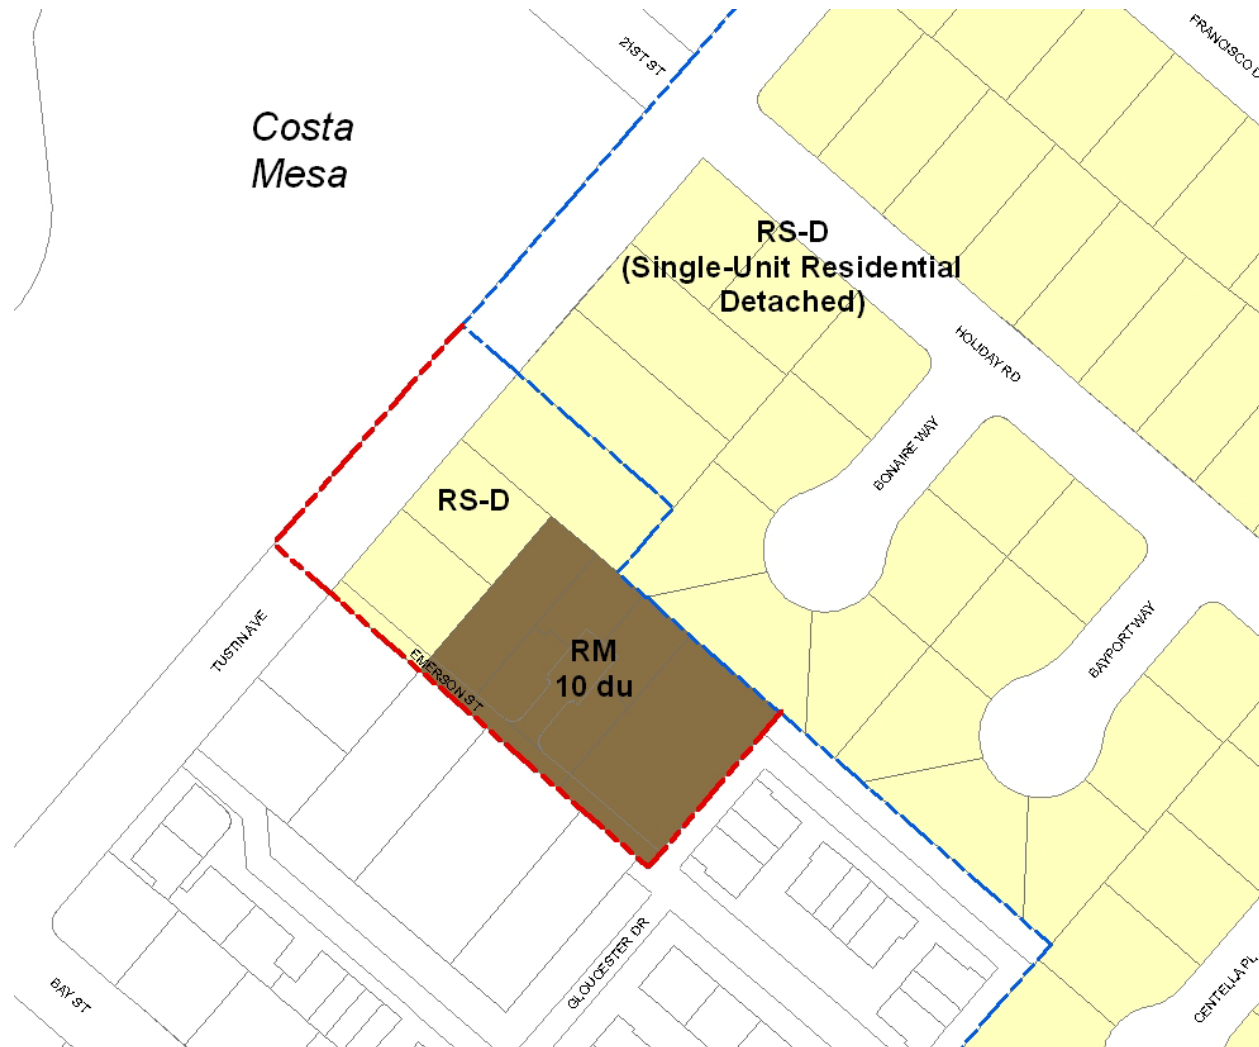 21ST ST
FRANCISCO D
Costa
Mesa
RS-D
(Single-Unit Residential
Detached)
HOLIDAY RD
BONAIRE WAY
RS-D
TUSTIN AVE
EMERSON ST
RM
10 du
BAYPORT WAY
GLOUCESTER DR
BAY ST
CENTELLA PL